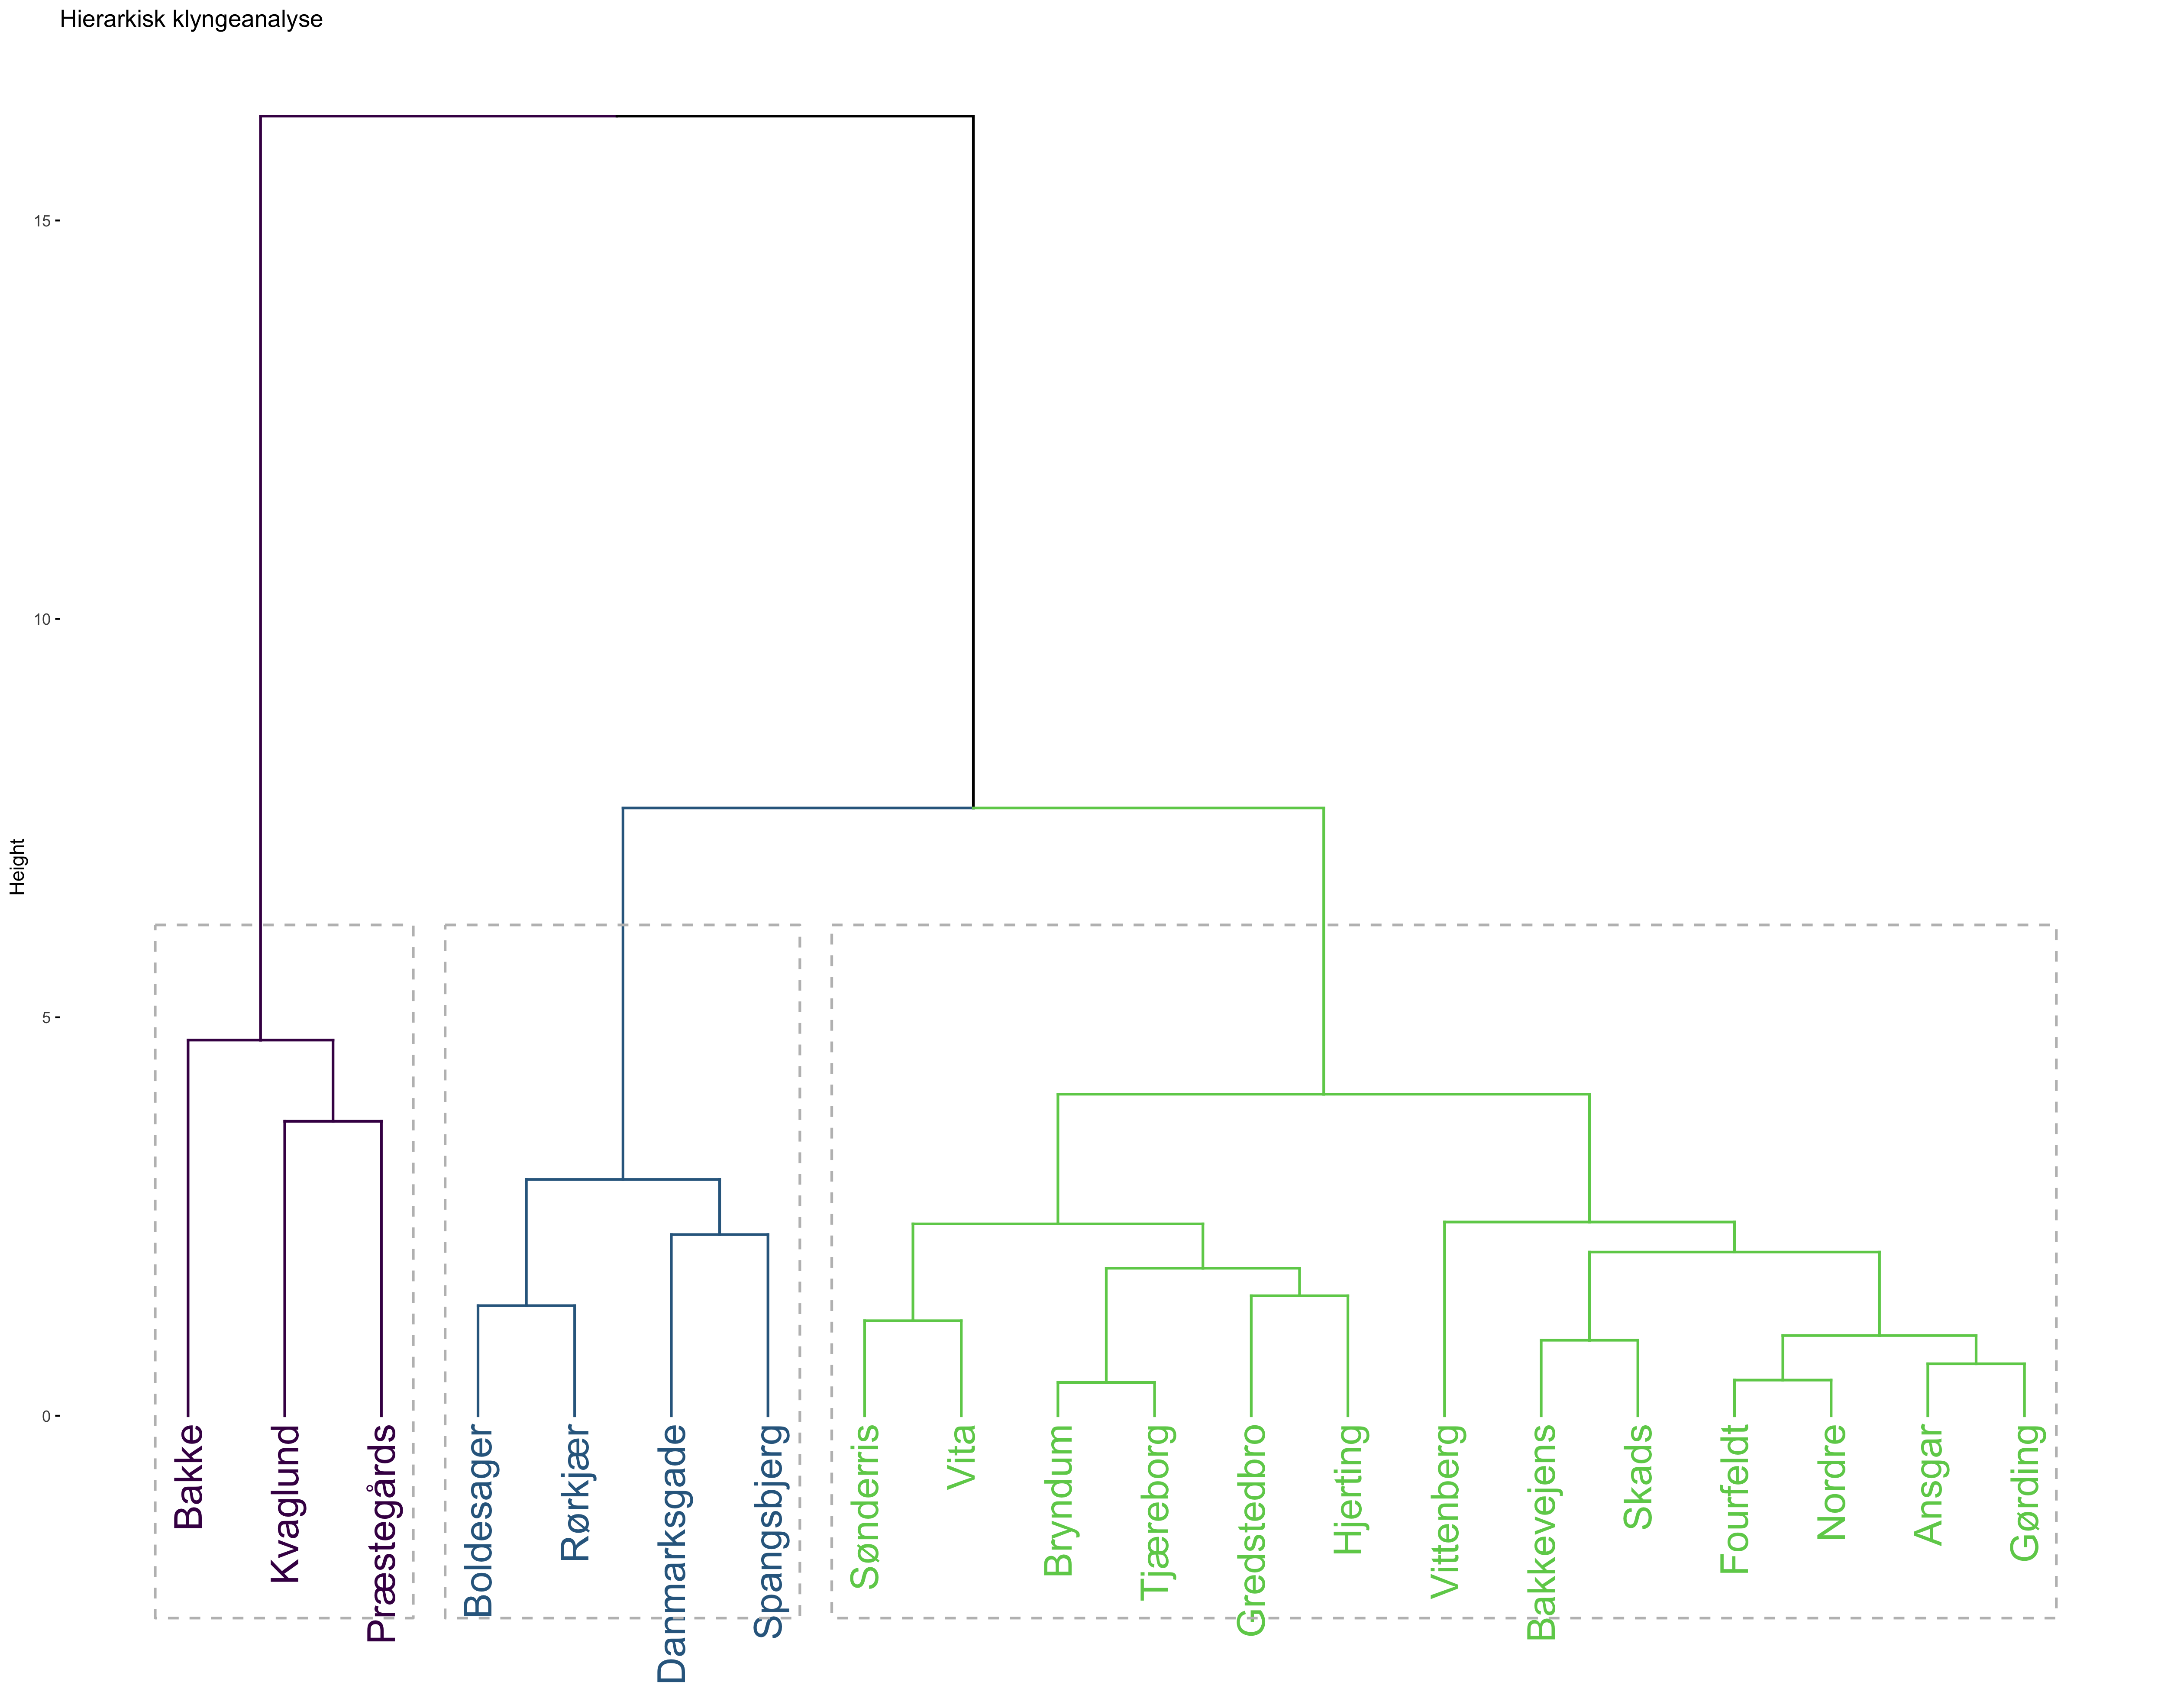 Hierarkisk klyngeanalyse
15
10
5
0
Height
Bakke
Kvaglund
Præstegårds
Boldesager
Rørkjær
Danmarksgade
Spangsbjerg
Sønderris
Vita
Bryndum
Tjæreborg
Gredstedbro
Hjerting
Vittenberg
Bakkevejens
Skads
Fourfeldt
Nordre
Ansgar
Gørding